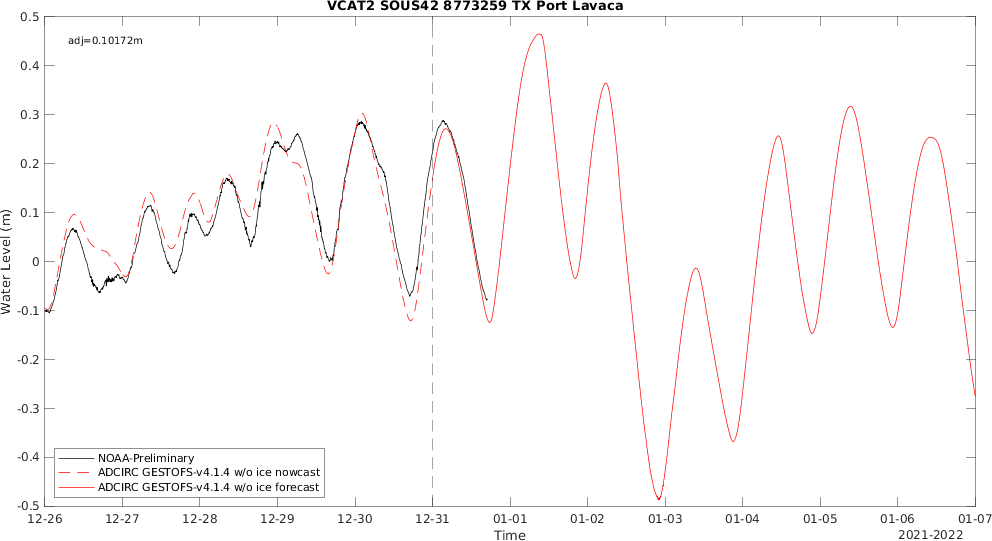 VCAT2 SOUS42 8773259 TX Port Lavaca
adj=0.10172m
0.5
0.4
0.3
0.2
0.1
0
-0.1
-0.2
-0.3
-0.4
-0.5
Water Level (m)
NOAA-Preliminary
ADCIRC GESTOFS-v4.1.4 w/o ice nowcast
ADCIRC GESTOFS-v4.1.4 w/o ice forecast
12-26 12-27 12-28 12-29 12-30 12-31 01-01 01-02 01-03 01-04 01-05 01-06 01-07
Time
2021-2022